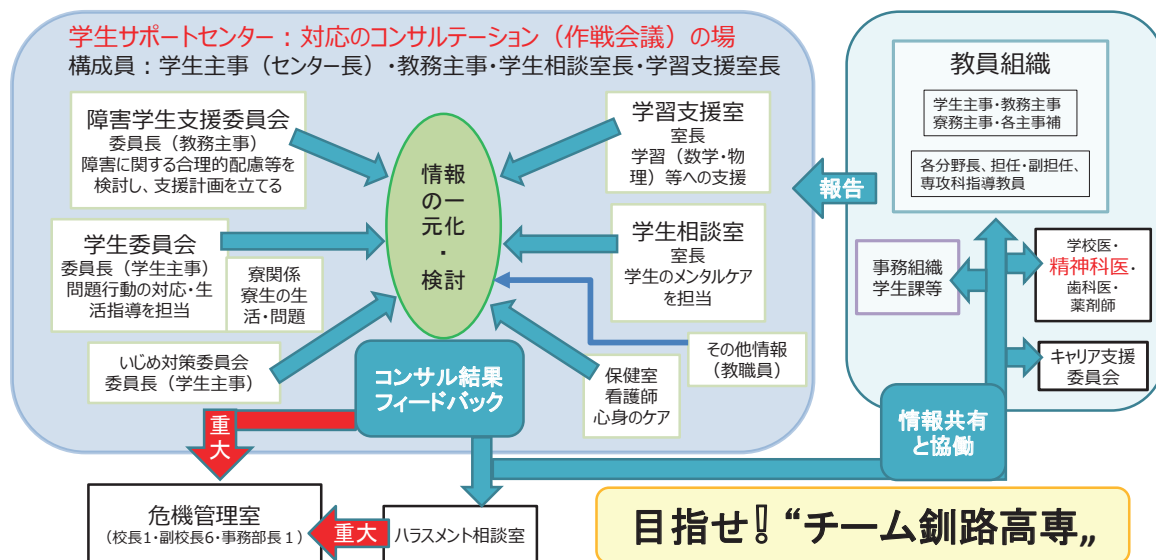 学生サポートセンター：対応のコンサルテーション（作戦会議）の場
構成員：学生主事（センター長）・教務主事・学生相談室長・学習支援室長
障害学生支援委員会
委員長（教務主事）
障害に関する合理的配慮等を
検討し、支援計画を立てる
学生委員会
委員長（学生主事）
問題行動の対応・生
活指導を担当
寮関係
寮生の生
活・問題
いじめ対策委員会
委員長（学生主事）
情報
の一
元化
・
検討
学習支援室
室長
学習（数学・物
理）等への支援
学生相談室
室長
学生のメンタルケア
を担当
その他情報
（教職員）
保健室
看護師
心身のケア
コンサル結果
フィードバック
重
大
危機管理室
（校長1・副校長6・事務部長１）
重大
ハラスメント相談室
報告
教員組織
学生主事・教務主事
寮務主事・各主事補
各分野長、担任・副担任、
専攻科指導教員
事務組織
学生課等
学校医・
精神科医・
歯科医・
薬剤師
キャリア支援
委員会
情報共有
と協働
目指せ！“チーム釧路高専„